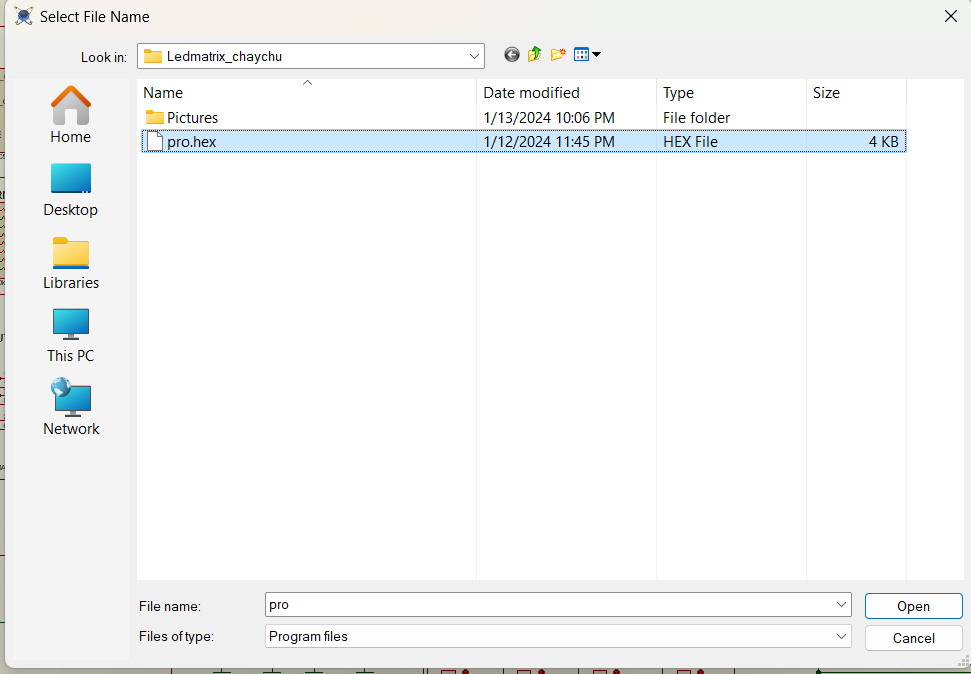 Select File Name
Look in: Ledmatrix_chaychu
Name Date modified Type Size
Pictures 1/13/2024 10:06 PM File folder
pro.hex 1/12/2024 11:45 PM HEX File 4 KB
Home
Desktop
Libraries
This PC
Network
File name: pro Open
Files of type: Program files Cancel